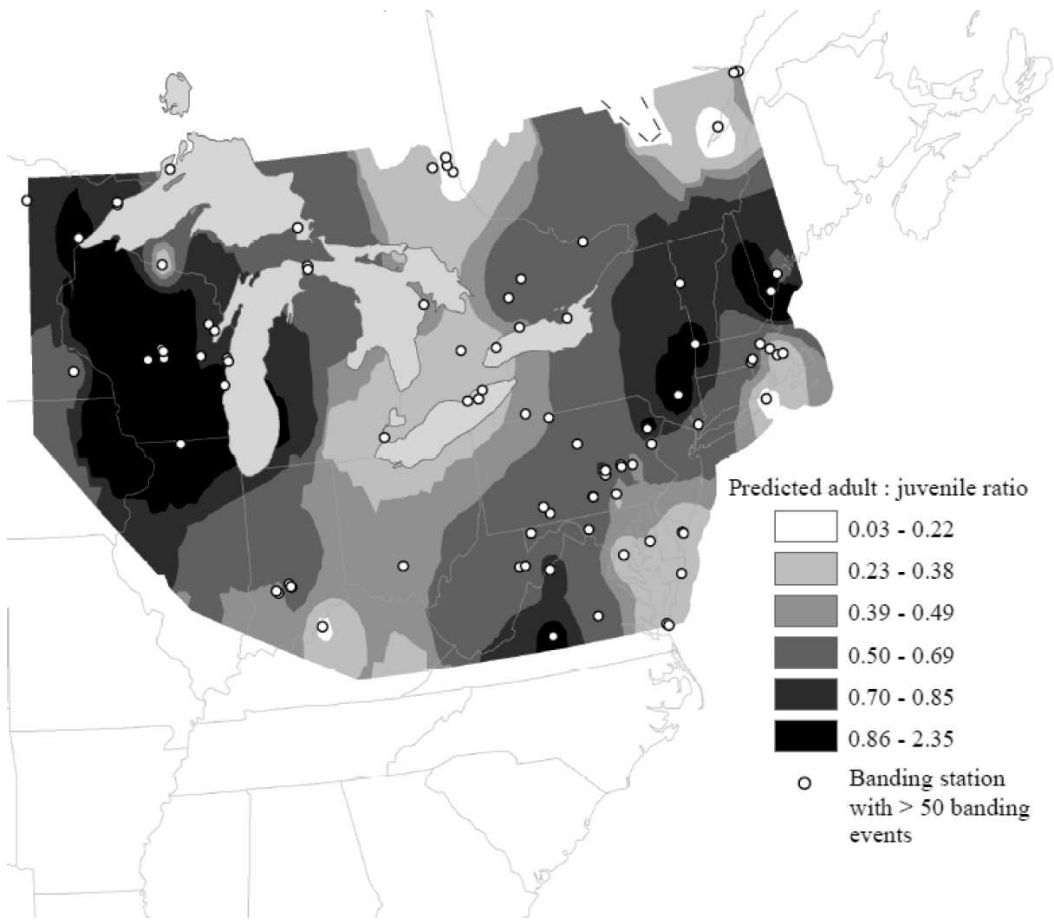 Predicted adult : juvenile ratio
0.03 - 0.22
0.23 - 0.38
0.39 - 0.49
0.50 - 0.69
0.70 - 0.85
0.86 - 2.35
Banding station
with > 50 banding
events